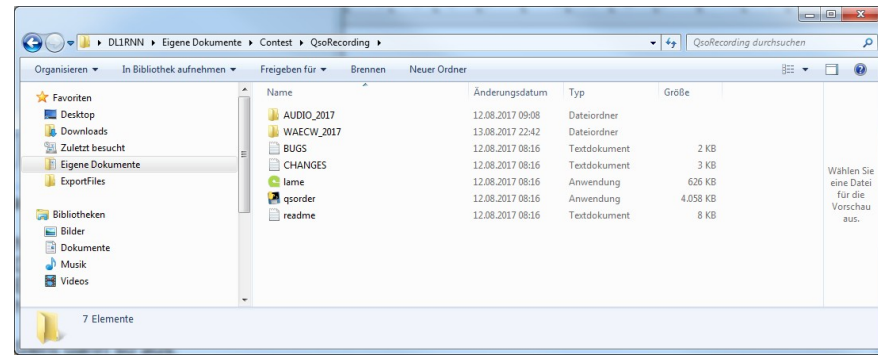 DL1RNN ▸ Eigene Dokumente ▸ Contest ▸ QsoRecording ▸
QsoRecording durchsuchen
Organisieren In Bibliothek aufnehmen Freigeben für Brennen Neuer Ordner
Favoriten
Desktop
Downloads
Zuletzt besucht
Eigene Dokumente
ExportFiles
Bibliotheken
Bilder
Dokumente
Musik
Videos
Name Änderungsdatum Typ Größe
AUDIO_2017 12.08.2017 09:08 Dateiordner
WAECW_2017 13.08.2017 22:42 Dateiordner
BUGS 12.08.2017 08:16 Textdokument 2 KB
CHANGES 12.08.2017 08:16 Textdokument 3 KB
lame 12.08.2017 08:16 Anwendung 626 KB
qsorder 12.08.2017 08:16 Anwendung 4.058 KB
readme 12.08.2017 08:16 Textdokument 8 KB
Wählen Sie
eine Datei
für die
Vorschau
aus.
7 Elemente